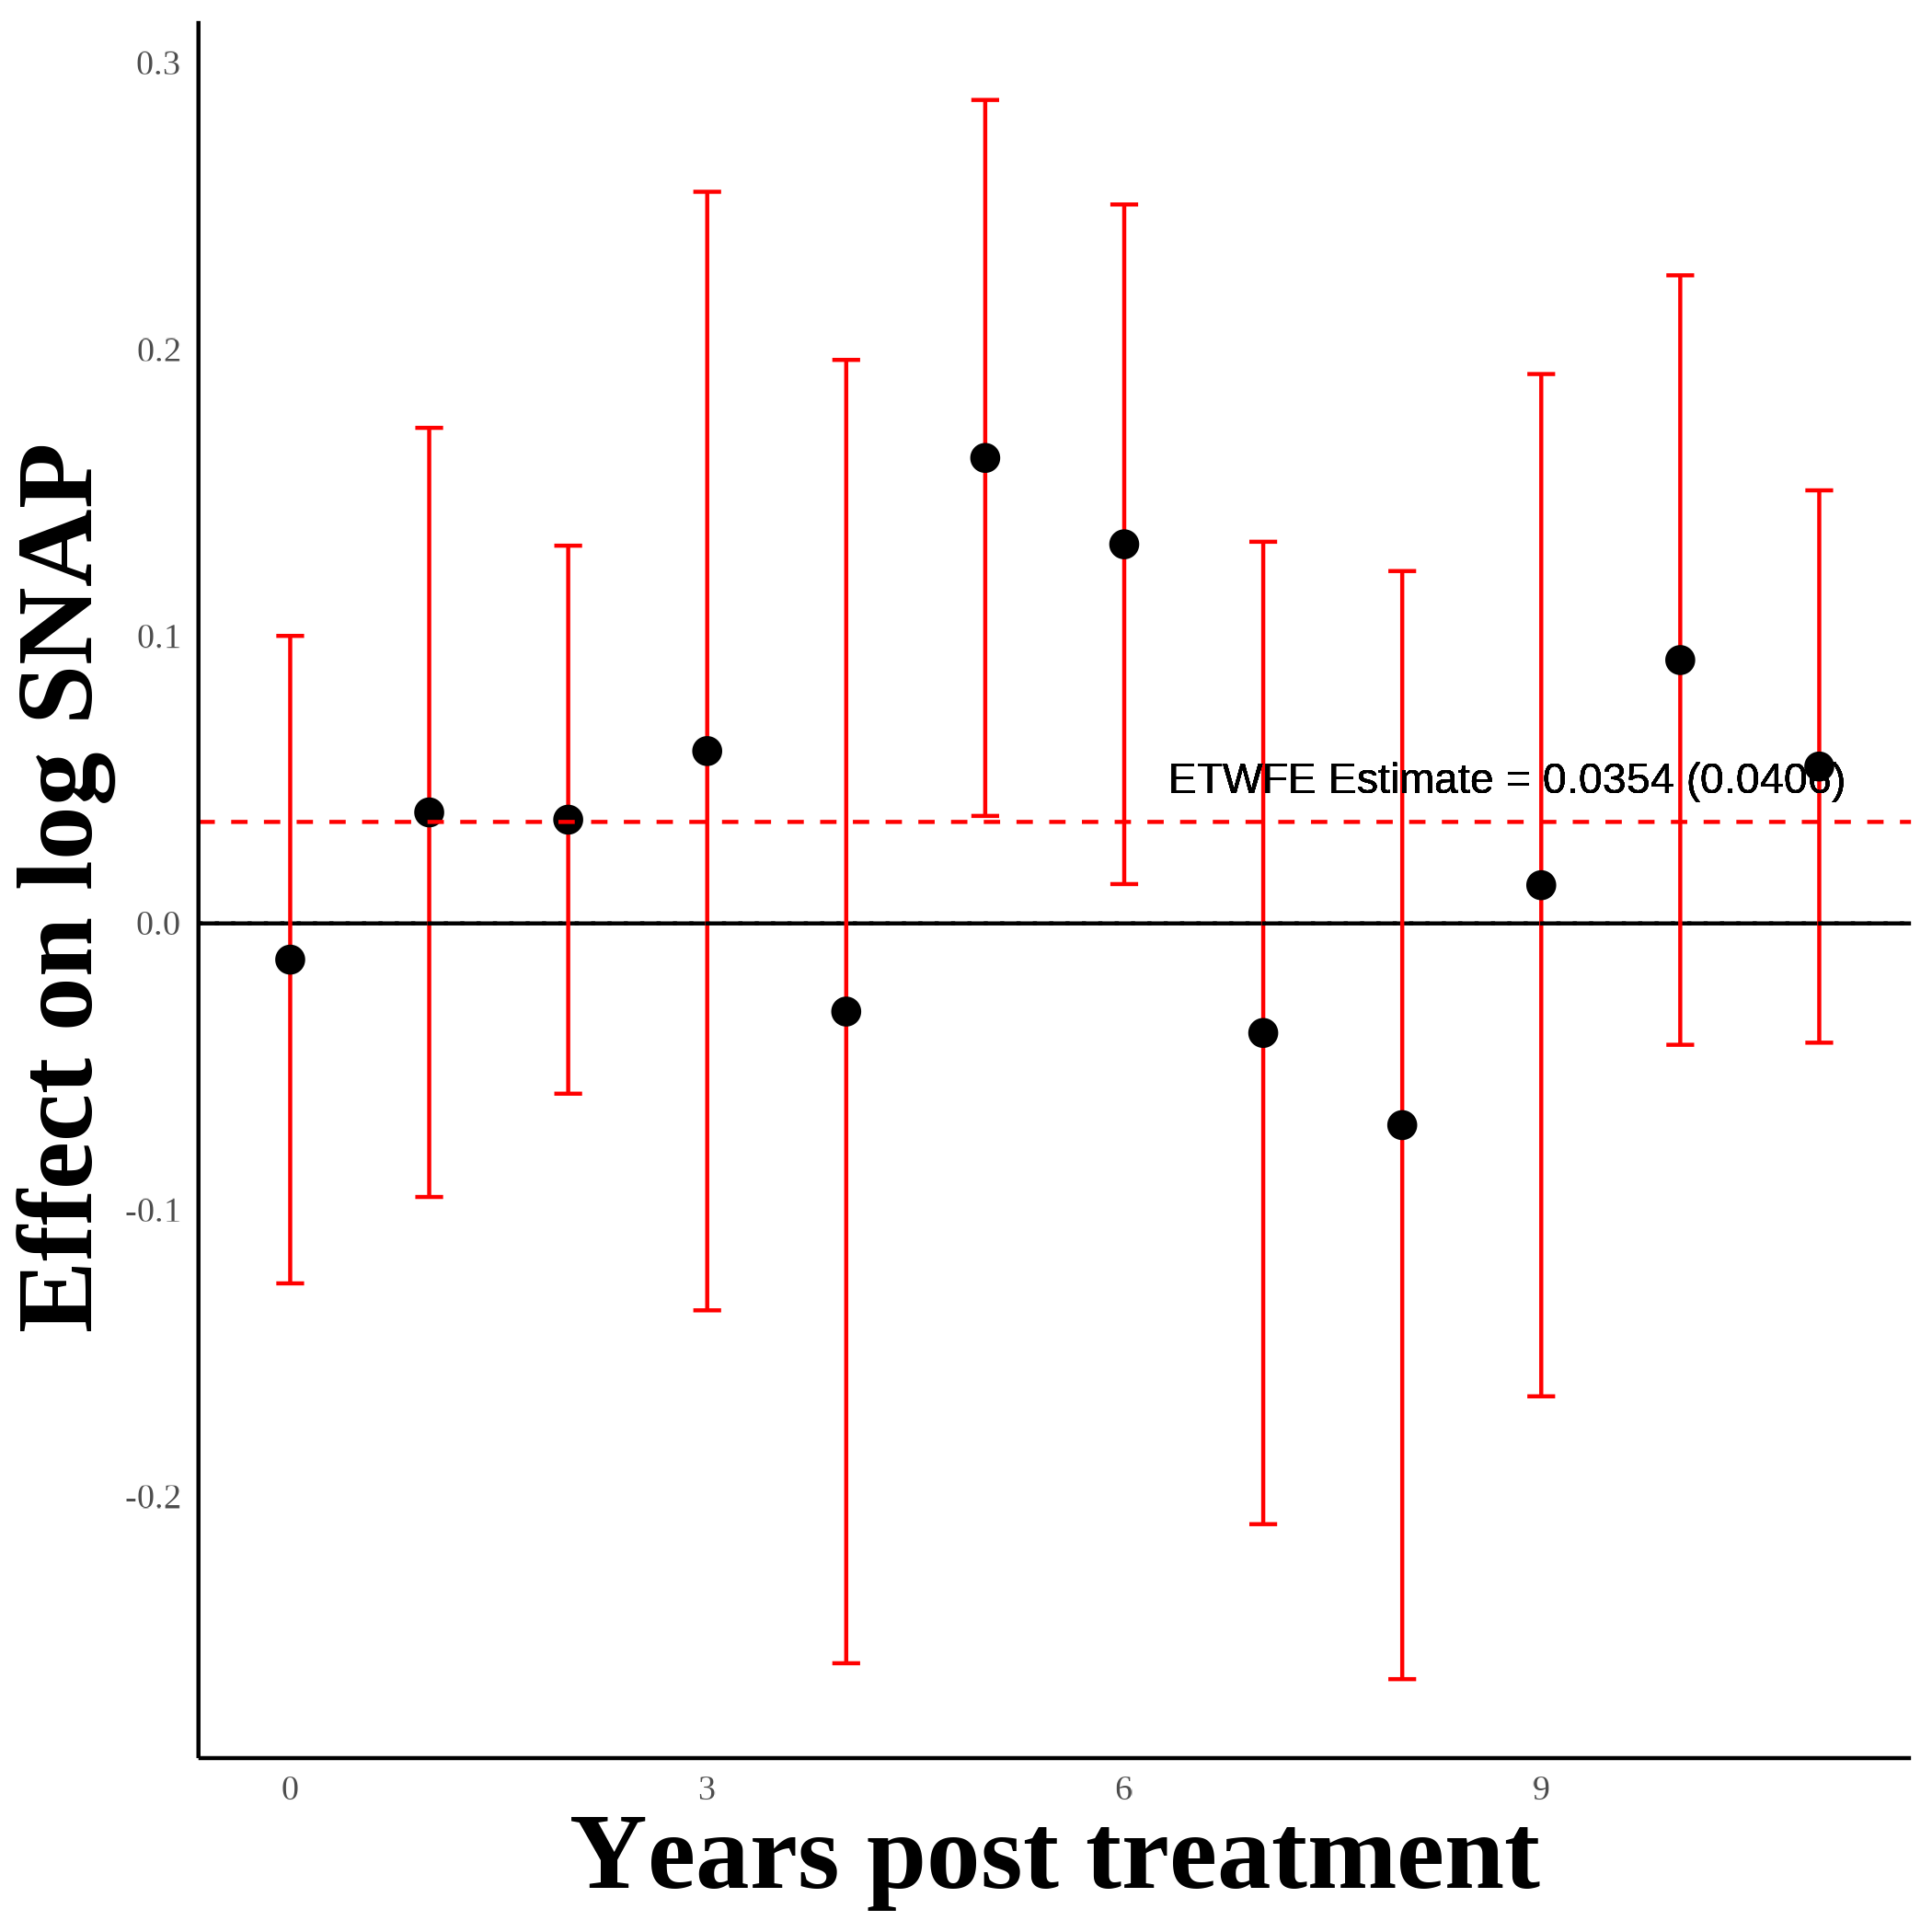 Effect on log SNAP
0.3
0.2
0.1
0.0
-0.1
-0.2
ETWFE Estimate = 0.0354 (0.0406)
0 3 6 9
Years post treatment